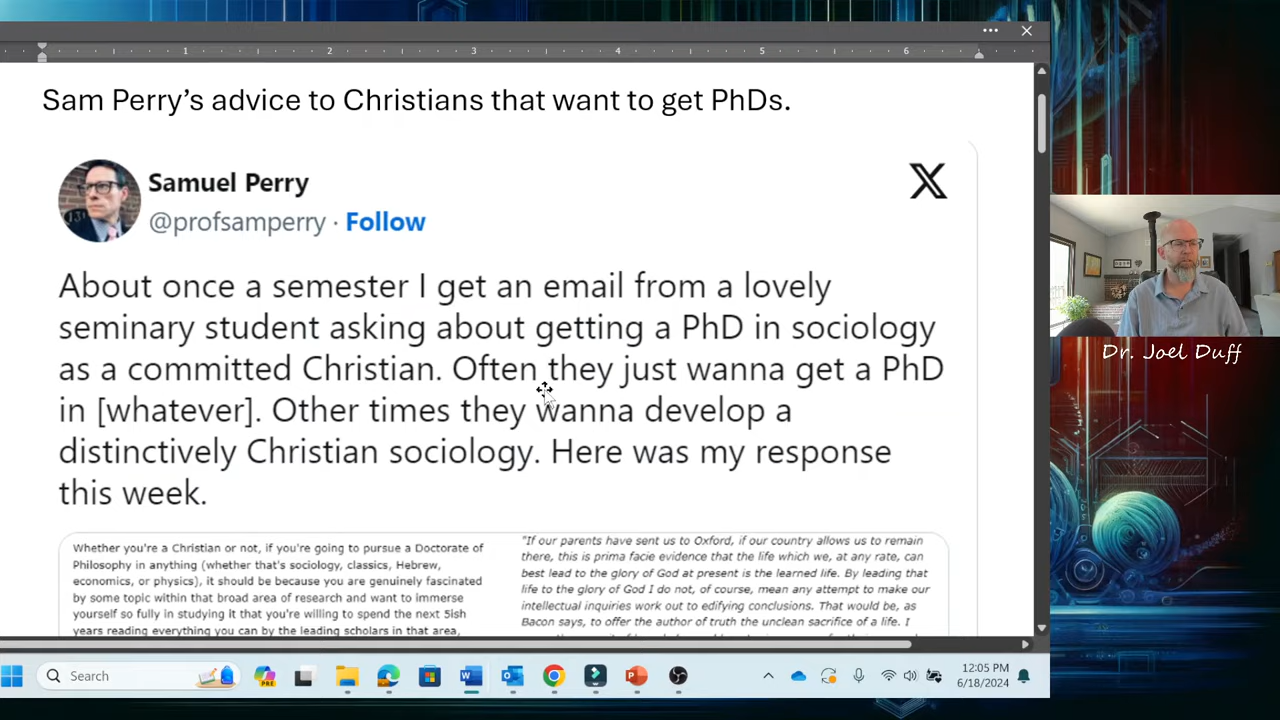 1 2 3 4 5 6
Sam Perry’s advice to Christians that want to get PhDs.
Samuel Perry
@profsamperry · Follow
About once a semester I get an email from a lovely
seminary student asking about getting a PhD in sociology
as a committed Christian. Often they just wanna get a PhD
in [whatever]. Other times they wanna develop a
distinctively Christian sociology. Here was my response
this week.
Whether you're a Christian or not, if you're going to pursue a Doctorate of
Philosophy in anything (whether that's sociology, classics, Hebrew,
economics, or physics), it should be because you are genuinely fascinated
by some topic within that broad area of research and want to immerse
yourself so fully in studying it that you're willing to spend the next 5ish
years reading everything you can by the leading scholars in that area,
"If our parents have sent us to Oxford, if our country allows us to remain
there, this is prima facie evidence that the life which we, at any rate, can
best lead to the glory of God at present is the learned life. By leading that
life to the glory of God I do not, of course, mean any attempt to make our
intellectual inquiries work out to edifying conclusions. That would be, as
Bacon says, to offer the author of truth the unclean sacrifice of a life. I
Dr. Joel Duff
Search
PRE
12:05 PM
6/18/2024